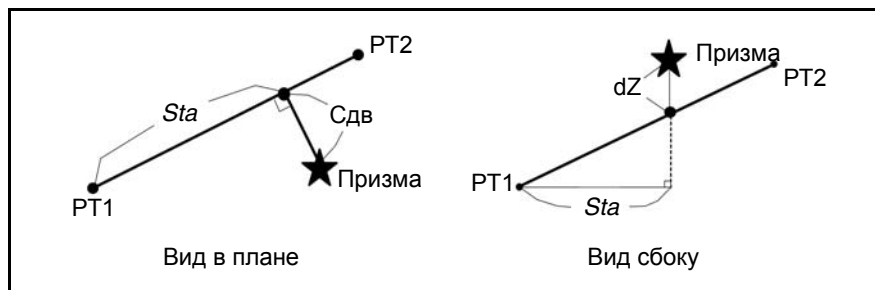 PT2
Sta
Сдв
Призма
PT1
Вид в плане
Призма
PT2
dZ
PT1
Sta
Вид сбоку